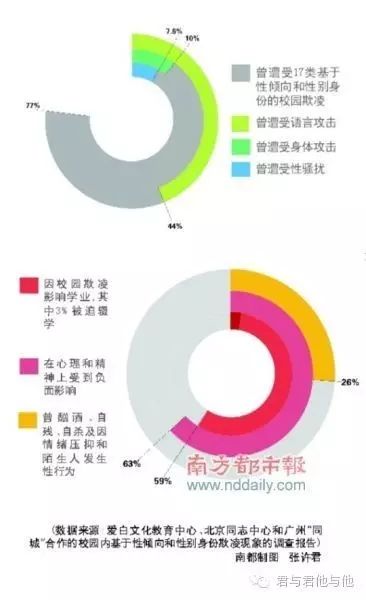 7.8%
10%
77%
44%
曾遭受17类基于
性倾向和性别身
份的校园欺凌
曾遭受语言攻击
曾遭受身体攻击
曾遭受性骚扰
因校园欺凌
影响学业,其
中3% 被迫辍
学
在心理和精
神上受到负
面影响
曾酗酒、自
残、自杀及因
情绪压抑和
陌生人发生
性行为
26%
63%
59%
南方都市報
www.nddaily.com
(数据来源 爱白文化教育中心、北京同志中心和广州“同
城”合作的校园内基于性倾向和性别身份欺凌现象的调查报告)
南都制图 张许君
君与君他与他